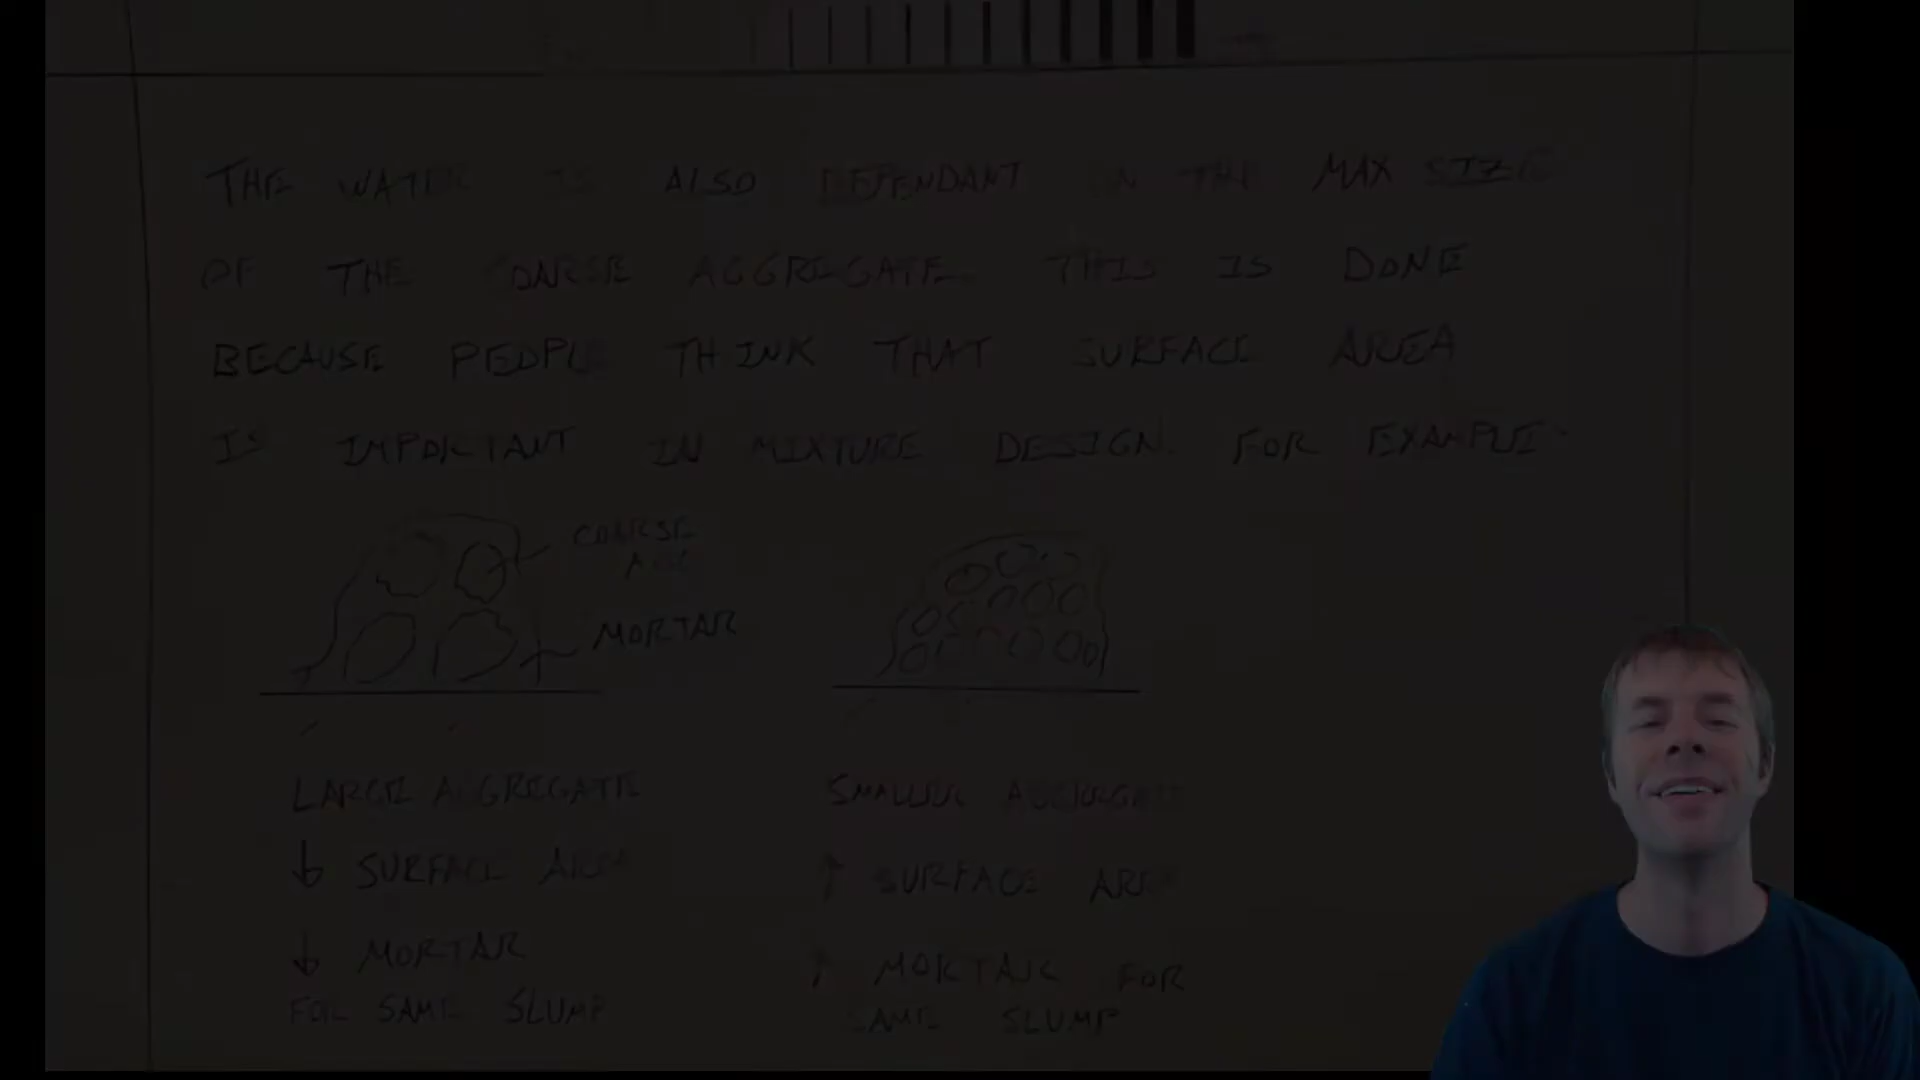 THE WATER IS ALSO DEPENDANT ON THE MAX SIZE
OF THE COARSE AGGREGATE. THIS IS DONE
BECAUSE PEOPLE THINK THAT SURFACE AREA
IS IMPORTANT IN MIXTURE DESIGN. FOR EXAMPLE
COARSE
AGG
MORTAR
LARGE AGGREGATE
↓ SURFACE AREA
↓ MORTAR
FOR SAME SLUMP
SMALLER AGGREGATE
↑ SURFACE AREA
↑ MORTAR FOR
SAME SLUMP